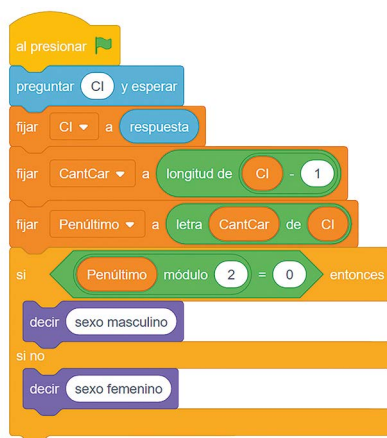 al presionar
preguntar CI y esperar
fijar CI a respuesta
fijar CantCar a longitud de CI - 1
fijar Penúltimo a letra CantCar de CI
si Penúltimo módulo 2 = 0 entonces
decir sexo masculino
si no
decir sexo femenino